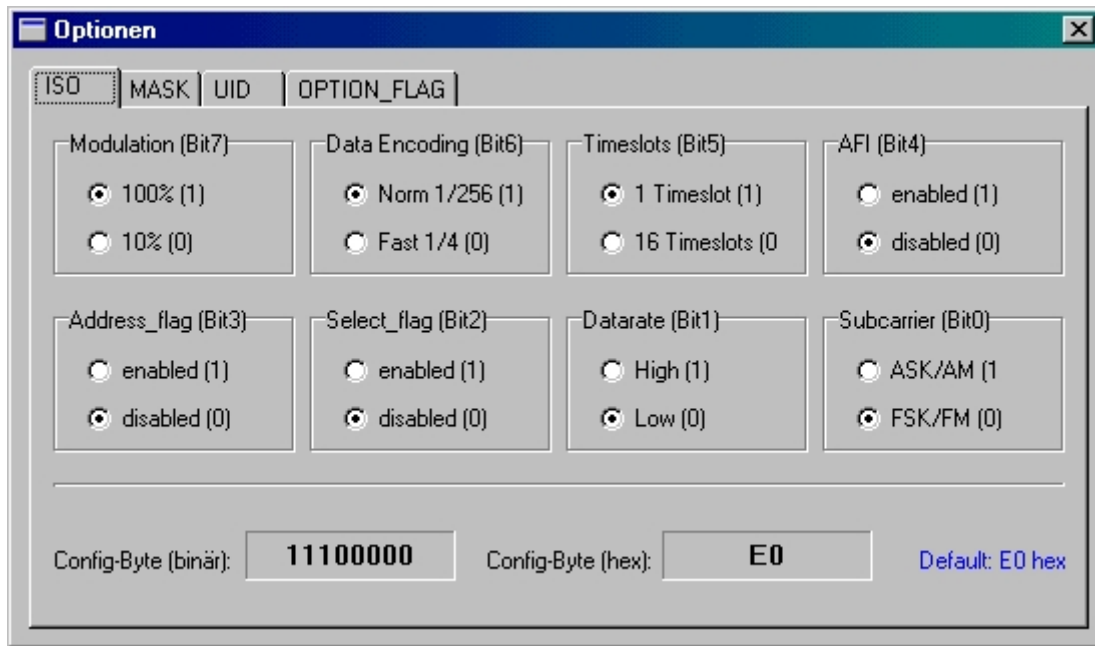 Optionen
ISO MASK UID OPTION_FLAG
Modulation (Bit7) Data Encoding (Bit6) Timeslots (Bit5) AFI (Bit4)
100% (1) Norm 1/256 (1) 1 Timeslot (1) enabled (1)
10% (0) Fast 1/4 (0) 16 Timeslots (0 disabled (0)
Address_flag (Bit3) Select_flag (Bit2) Datarate (Bit1) Subcarrier (Bit0)
enabled (1) enabled (1) High (1) ASK/AM (1
disabled (0) disabled (0) Low (0) FSK/FM (0)
Config-Byte (binär): 11100000 Config-Byte (hex): E0 Default: E0 hex